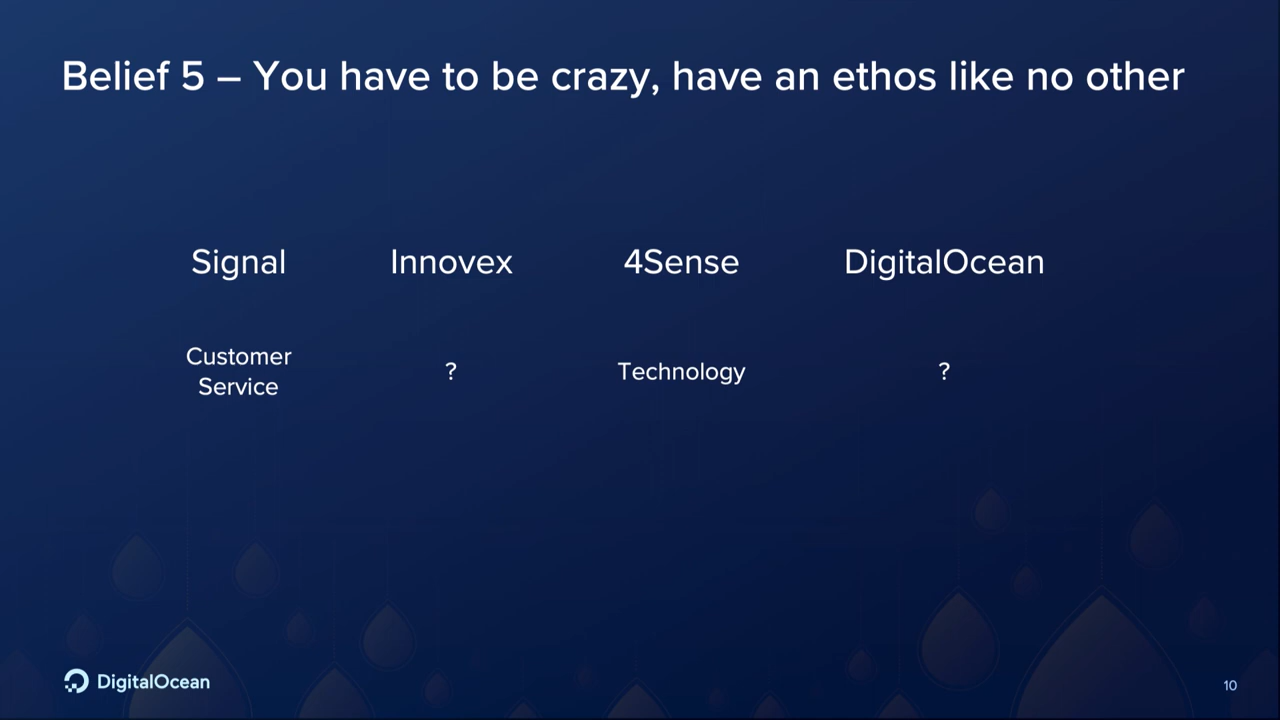 Belief 5 – You have to be crazy, have an ethos like no other
Signal Innovex 4Sense DigitalOcean
Customer
Service
? Technology ?
DigitalOcean
10